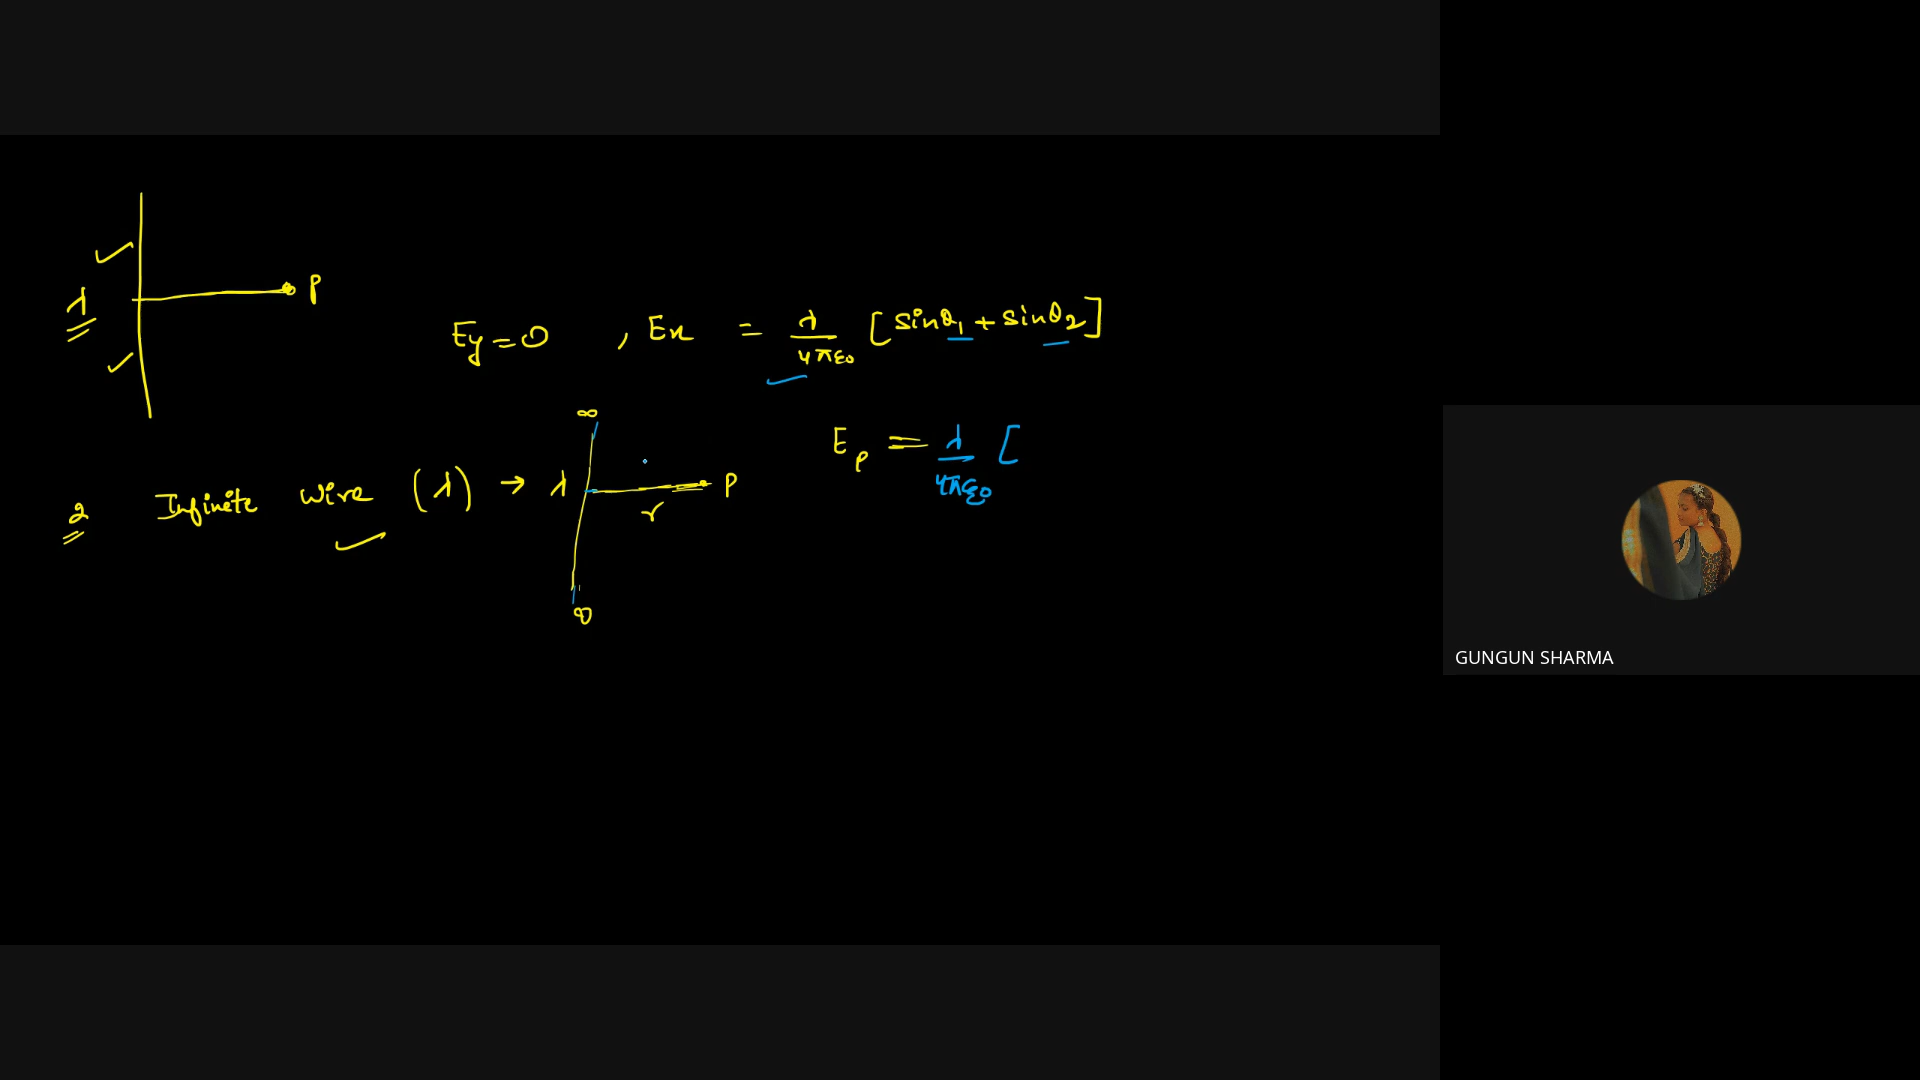 λ
P
Ey = 0 , Ex = λ/4πε0 [sinθ1 + sinθ2]
∞
Ep = λ/4πε0 [
2 Infinite wire (λ) → λ P
r
∞
GUNGUN SHARMA